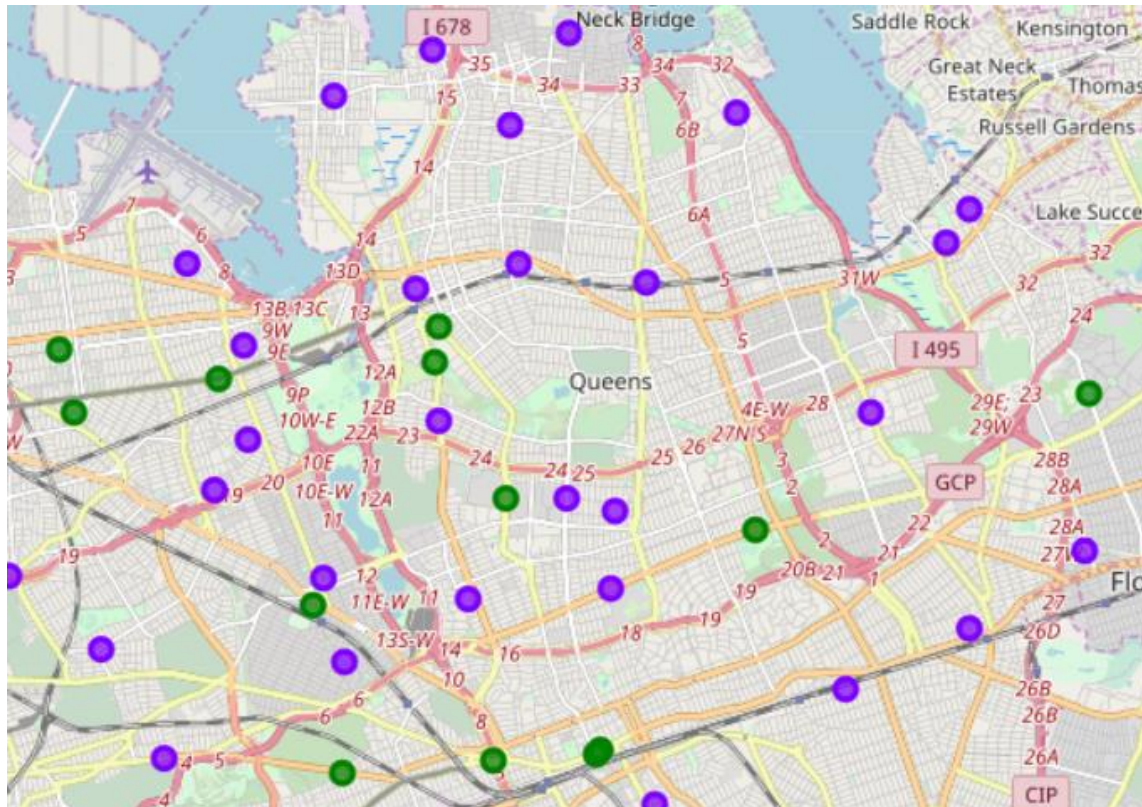 I 678
Neck Bridge
Saddle Rock
Kensington
8
35
34
33
34
32
Great Neck
Estates
Thomas
15
7
6B
Russell Gardens
14
6A
Lake Succe
7
5
6
8
14
13D
5
31W
32
32
13B,13C
9W
9E
13
24
5
I 495
12A
9P
Queens
10W-E
12B
22A
23
4E-W
28
27N S
23
29E;
29W
24
24
25
25
26
10E
20
11
10E-W
12A
3
28B
19
11
2
GCP
28A
22
28A
19
2
21
27W
12
11
20B
21
1
Flo
11E-W
19
19
27
13S-W
18
26D
14
16
10
6
6
8
26B
26B
5
4
26A
4
CIP